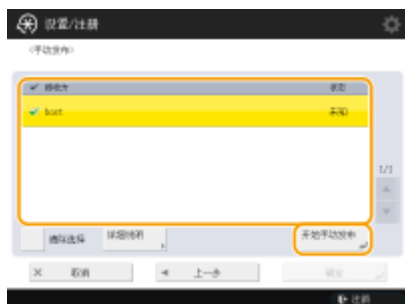 设置/注册
<手动发布>
接收方 状态
host 未知
1/1
清除选择 详细信息 开始手动发布
取消 上一步 确定
注销